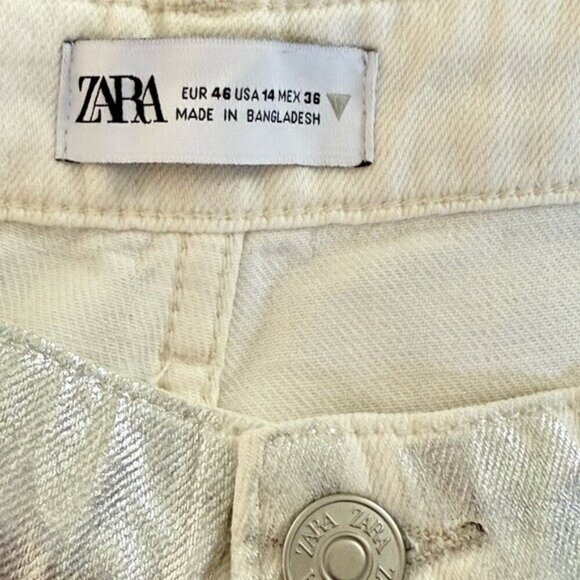 ZARA
EUR 46 USA 14 MEX 36
MADE IN BANGLADESH
ZARA ZARA